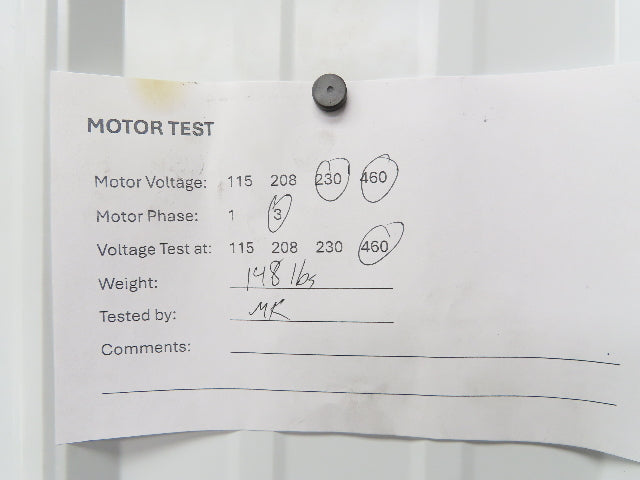 MOTOR TEST
Motor Voltage: 115 208 230 460
Motor Phase: 1 3
Voltage Test at: 115 208 230 460
Weight: 148 lbs
Tested by: MR
Comments: